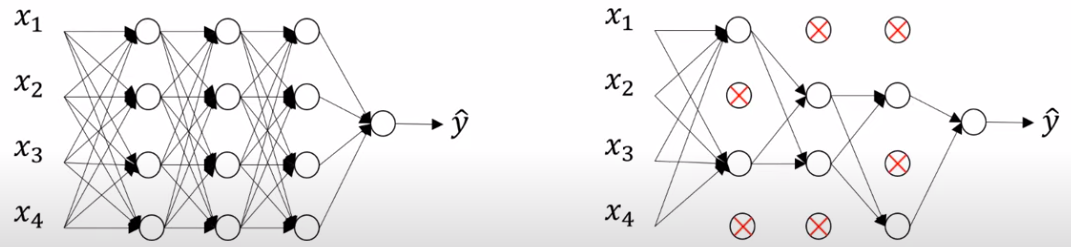 x₁ x₁
x₂ x₂
x₃ x₃
x₄ x₄
ŷ ŷ